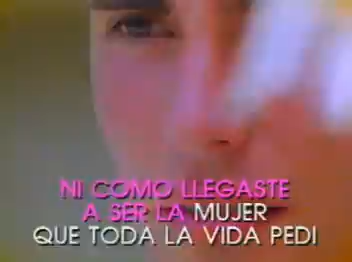 NI COMO LLEGASTE
A SER LA MUJER
QUE TODA LA VIDA PEDI